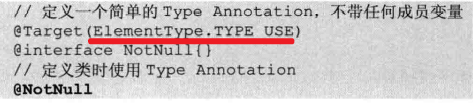 // 定义一个简单的 Type Annotation, 不带任何成员变量
@Target(ElementType.TYPE_USE)
@interface NotNull{}
// 定义类时使用 Type Annotation
@NotNull